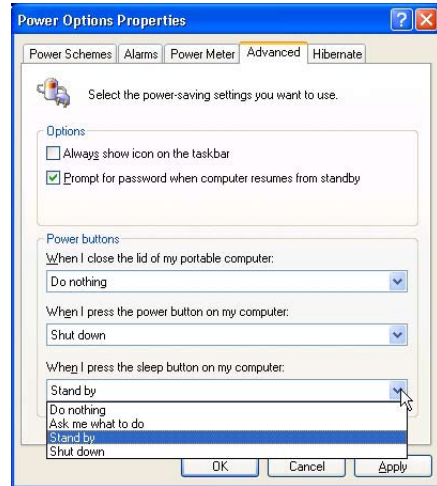 Power Options Properties
Power Schemes Alarms Power Meter Advanced Hibernate
Select the power-saving settings you want to use.
Options
Always show icon on the taskbar
Prompt for password when computer resumes from standby
Power buttons
When I close the lid of my portable computer:
Do nothing
When I press the power button on my computer:
Shut down
When I press the sleep button on my computer:
Stand by
Do nothing
Ask me what to do
Stand by
Shut down
OK Cancel Apply